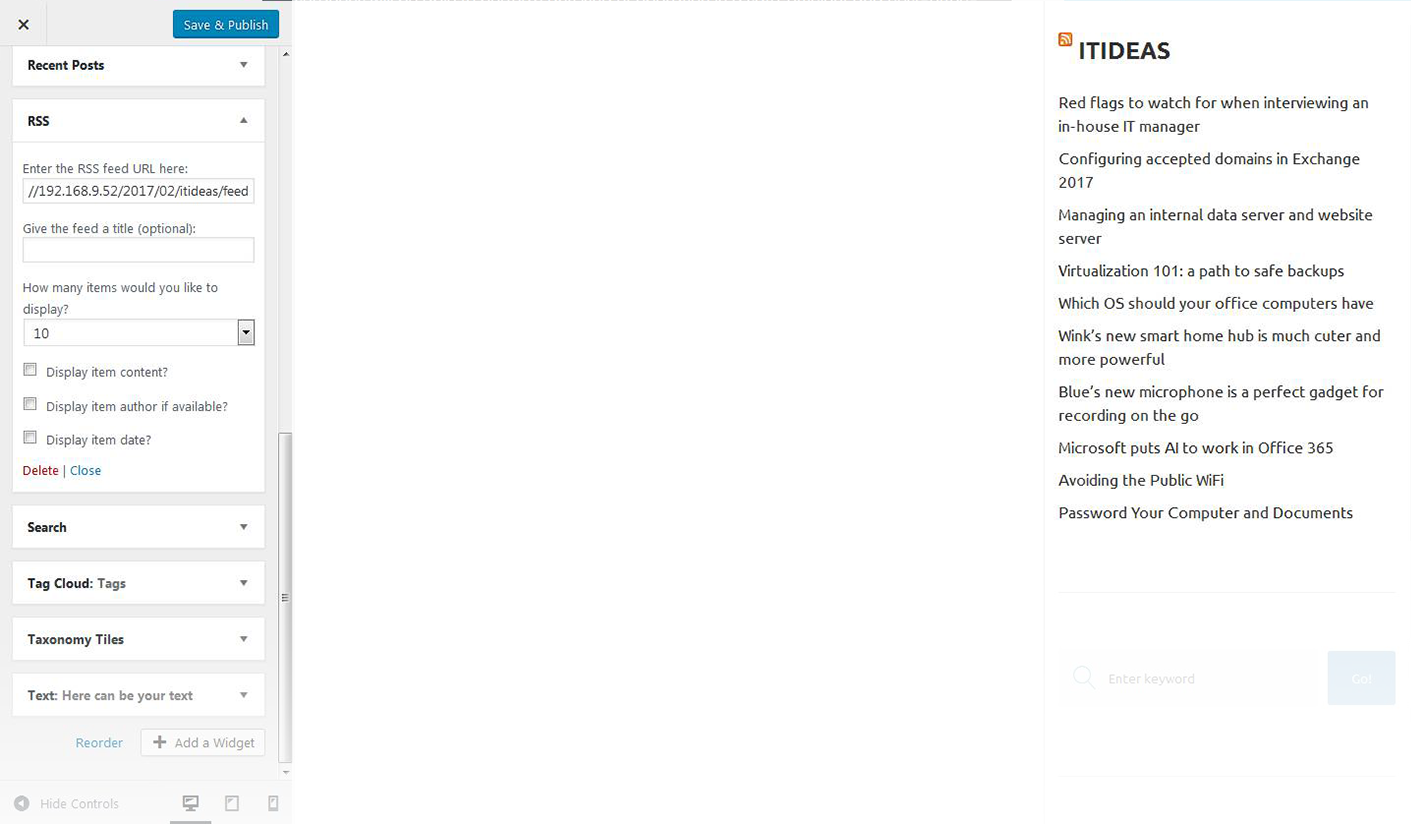 Save & Publish
Recent Posts
RSS
Enter the RSS feed URL here:
//192.168.9.52/2017/02/itideas/feed
Give the feed a title (optional):
How many items would you like to
display?
10
Display item content?
Display item author if available?
Display item date?
Delete | Close
Search
Tag Cloud: Tags
Taxonomy Tiles
Text: Here can be your text
Reorder
Add a Widget
Hide Controls
ITIDEAS
Red flags to watch for when interviewing an
in-house IT manager
Configuring accepted domains in Exchange
2017
Managing an internal data server and website
server
Virtualization 101: a path to safe backups
Which OS should your office computers have
Wink’s new smart home hub is much cuter and
more powerful
Blue’s new microphone is a perfect gadget for
recording on the go
Microsoft puts AI to work in Office 365
Avoiding the Public WiFi
Password Your Computer and Documents
Enter keyword
Go!